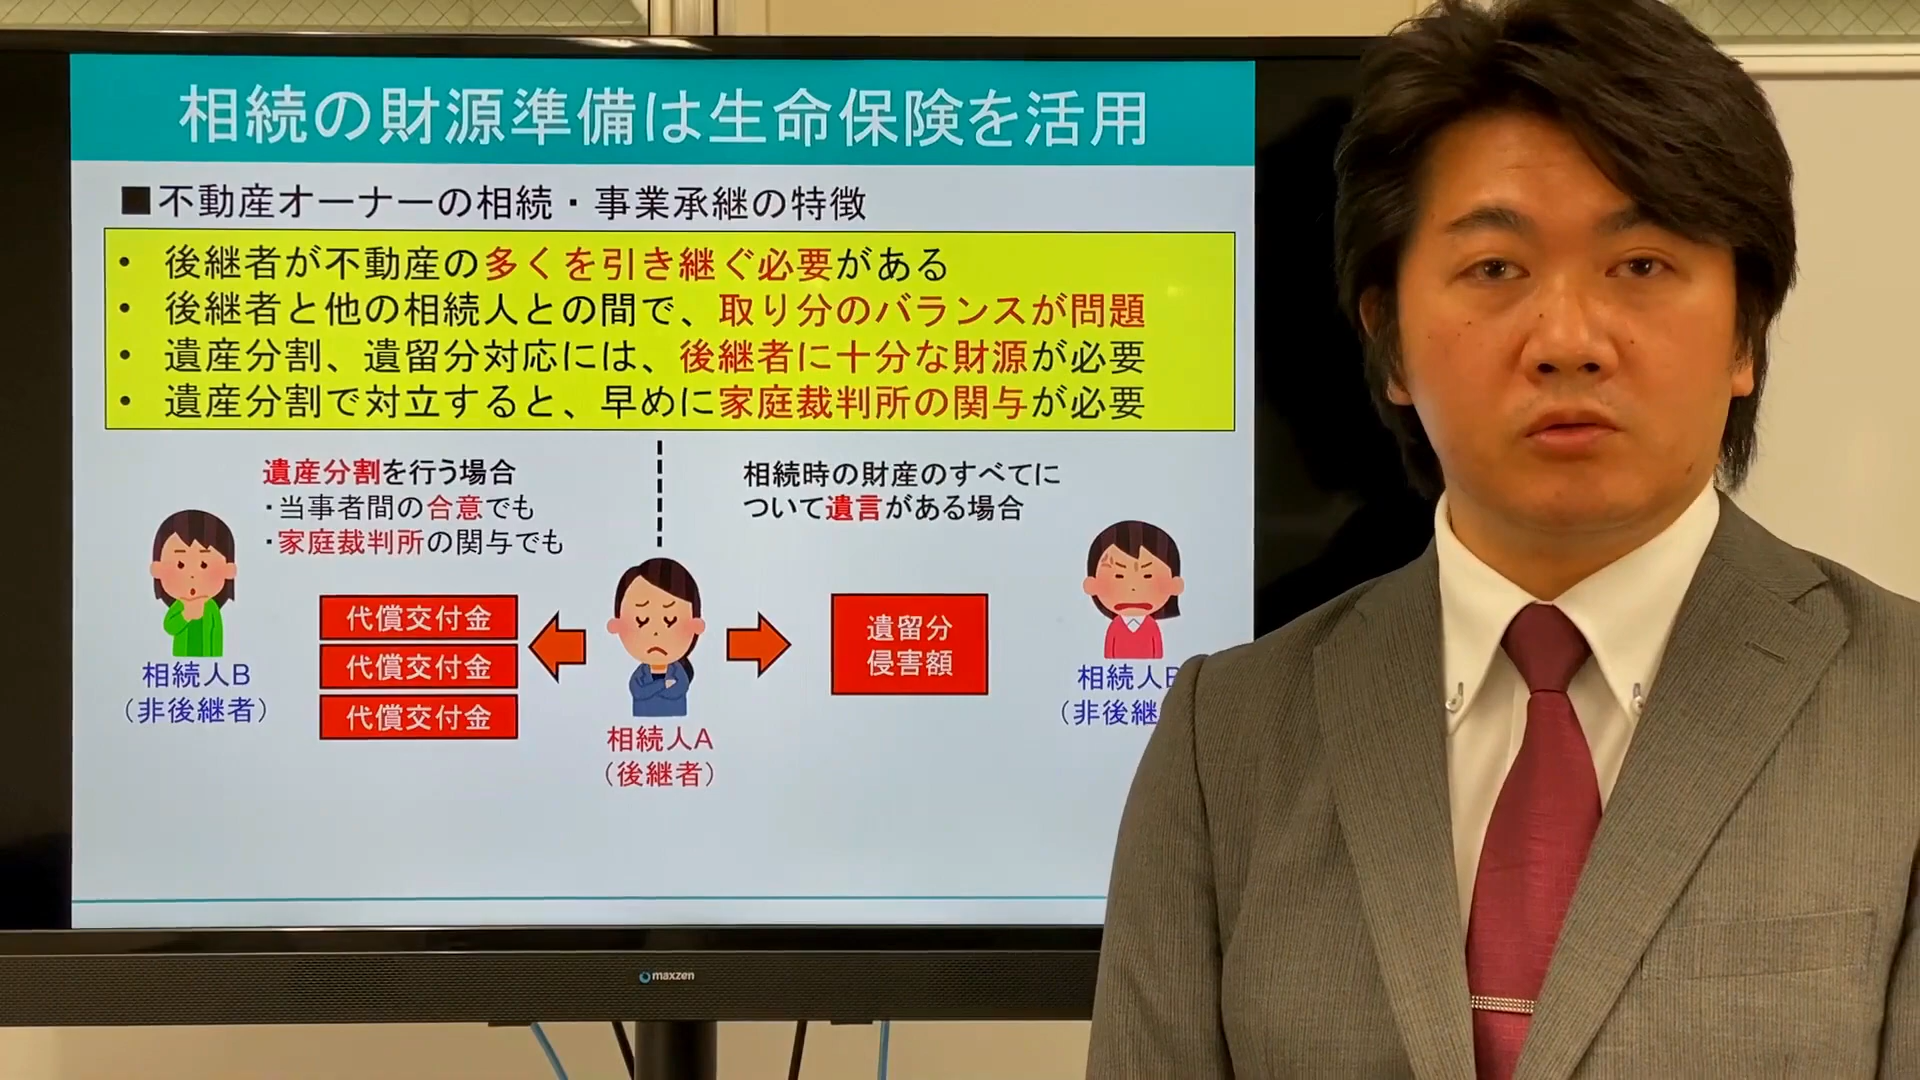 相続の財源準備は生命保険を活用
■不動産オーナーの相続・事業承継の特徴
• 後継者が不動産の多くを引き継ぐ必要がある
• 後継者と他の相続人との間で、取り分のバランスが問題
• 遺産分割、遺留分対応には、後継者に十分な財源が必要
• 遺産分割で対立すると、早めに家庭裁判所の関与が必要
遺産分割を行う場合
・当事者間の合意でも
・家庭裁判所の関与でも
相続人B
（非後継者）
代償交付金
代償交付金
代償交付金
相続人A
（後継者）
相続時の財産のすべてに
ついて遺言がある場合
遺留分
侵害額
相続人
（非後継
maxzen